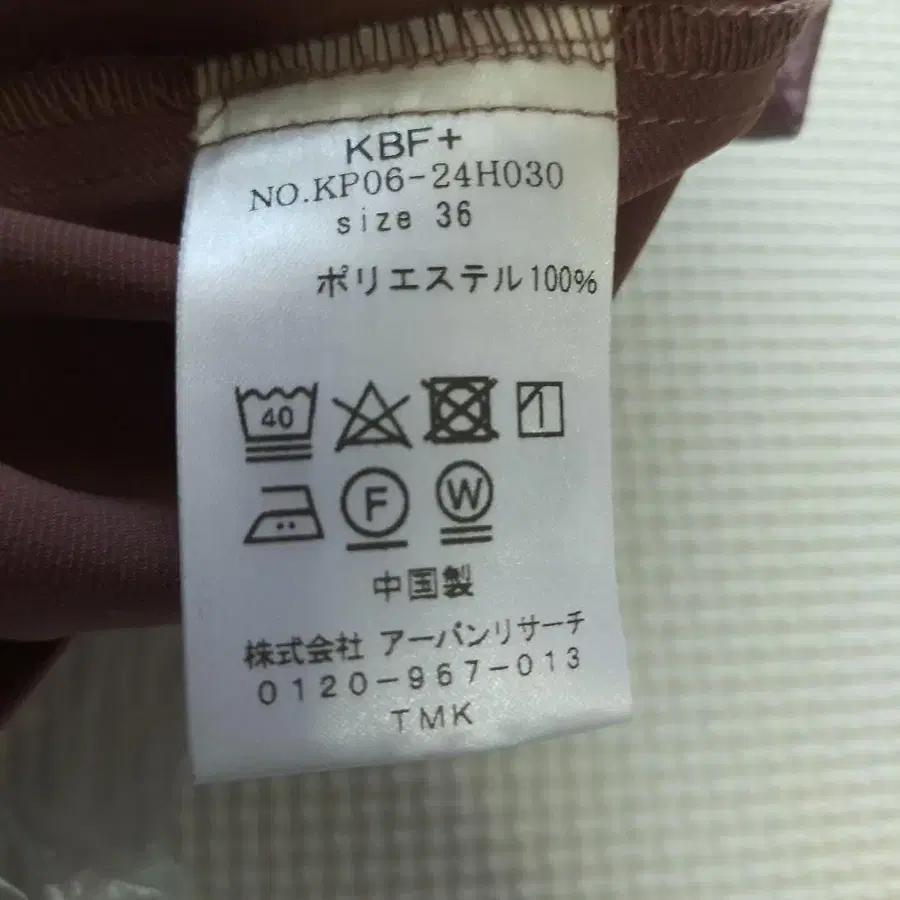 KBF+
NO.KP06-24H030
size 36
ポリエステル100%
40
F W
中国製
株式会社 アーバンリサーチ
0120-967-013
TMK